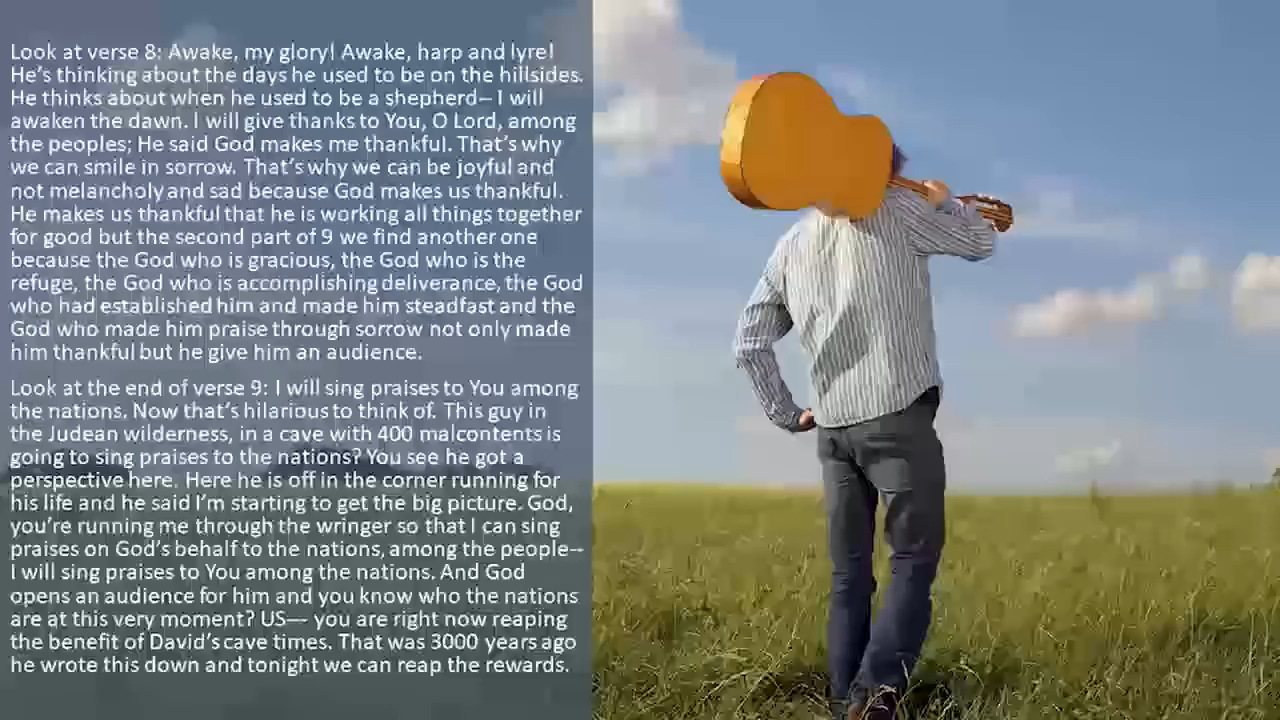 Look at verse 8: Awake, my glory! Awake, harp and lyre!
He's thinking about the days he used to be on the hillsides.
He thinks about when he used to be a shepherd-- I will
awaken the dawn. I will give thanks to You, O Lord, among
the peoples; He said God makes me thankful. That's why
we can smile in sorrow. That's why we can be joyful and
not melancholy and sad because God makes us thankful.
He makes us thankful that he is working all things together
for good but the second part of 9 we find another one
because the God who is gracious, the God who is the
refuge, the God who is accomplishing deliverance, the God
who had established him and made him steadfast and the
God who made him praise through sorrow not only made
him thankful but he give him an audience.
Look at the end of verse 9: I will sing praises to You among
the nations. Now that's hilarious to think of. This guy in
the Judean wilderness, in a cave with 400 malcontents is
going to sing praises to the nations? You see he got a
perspective here. Here he is off in the corner running for
his life and he said I'm starting to get the big picture. God,
you're running me through the wringer so that I can sing
praises on God's behalf to the nations, among the people--
I will sing praises to You among the nations. And God
opens an audience for him and you know who the nations
are at this very moment? US--- you are right now reaping
the benefit of David's cave times. That was 3000 years ago
he wrote this down and tonight we can reap the rewards.